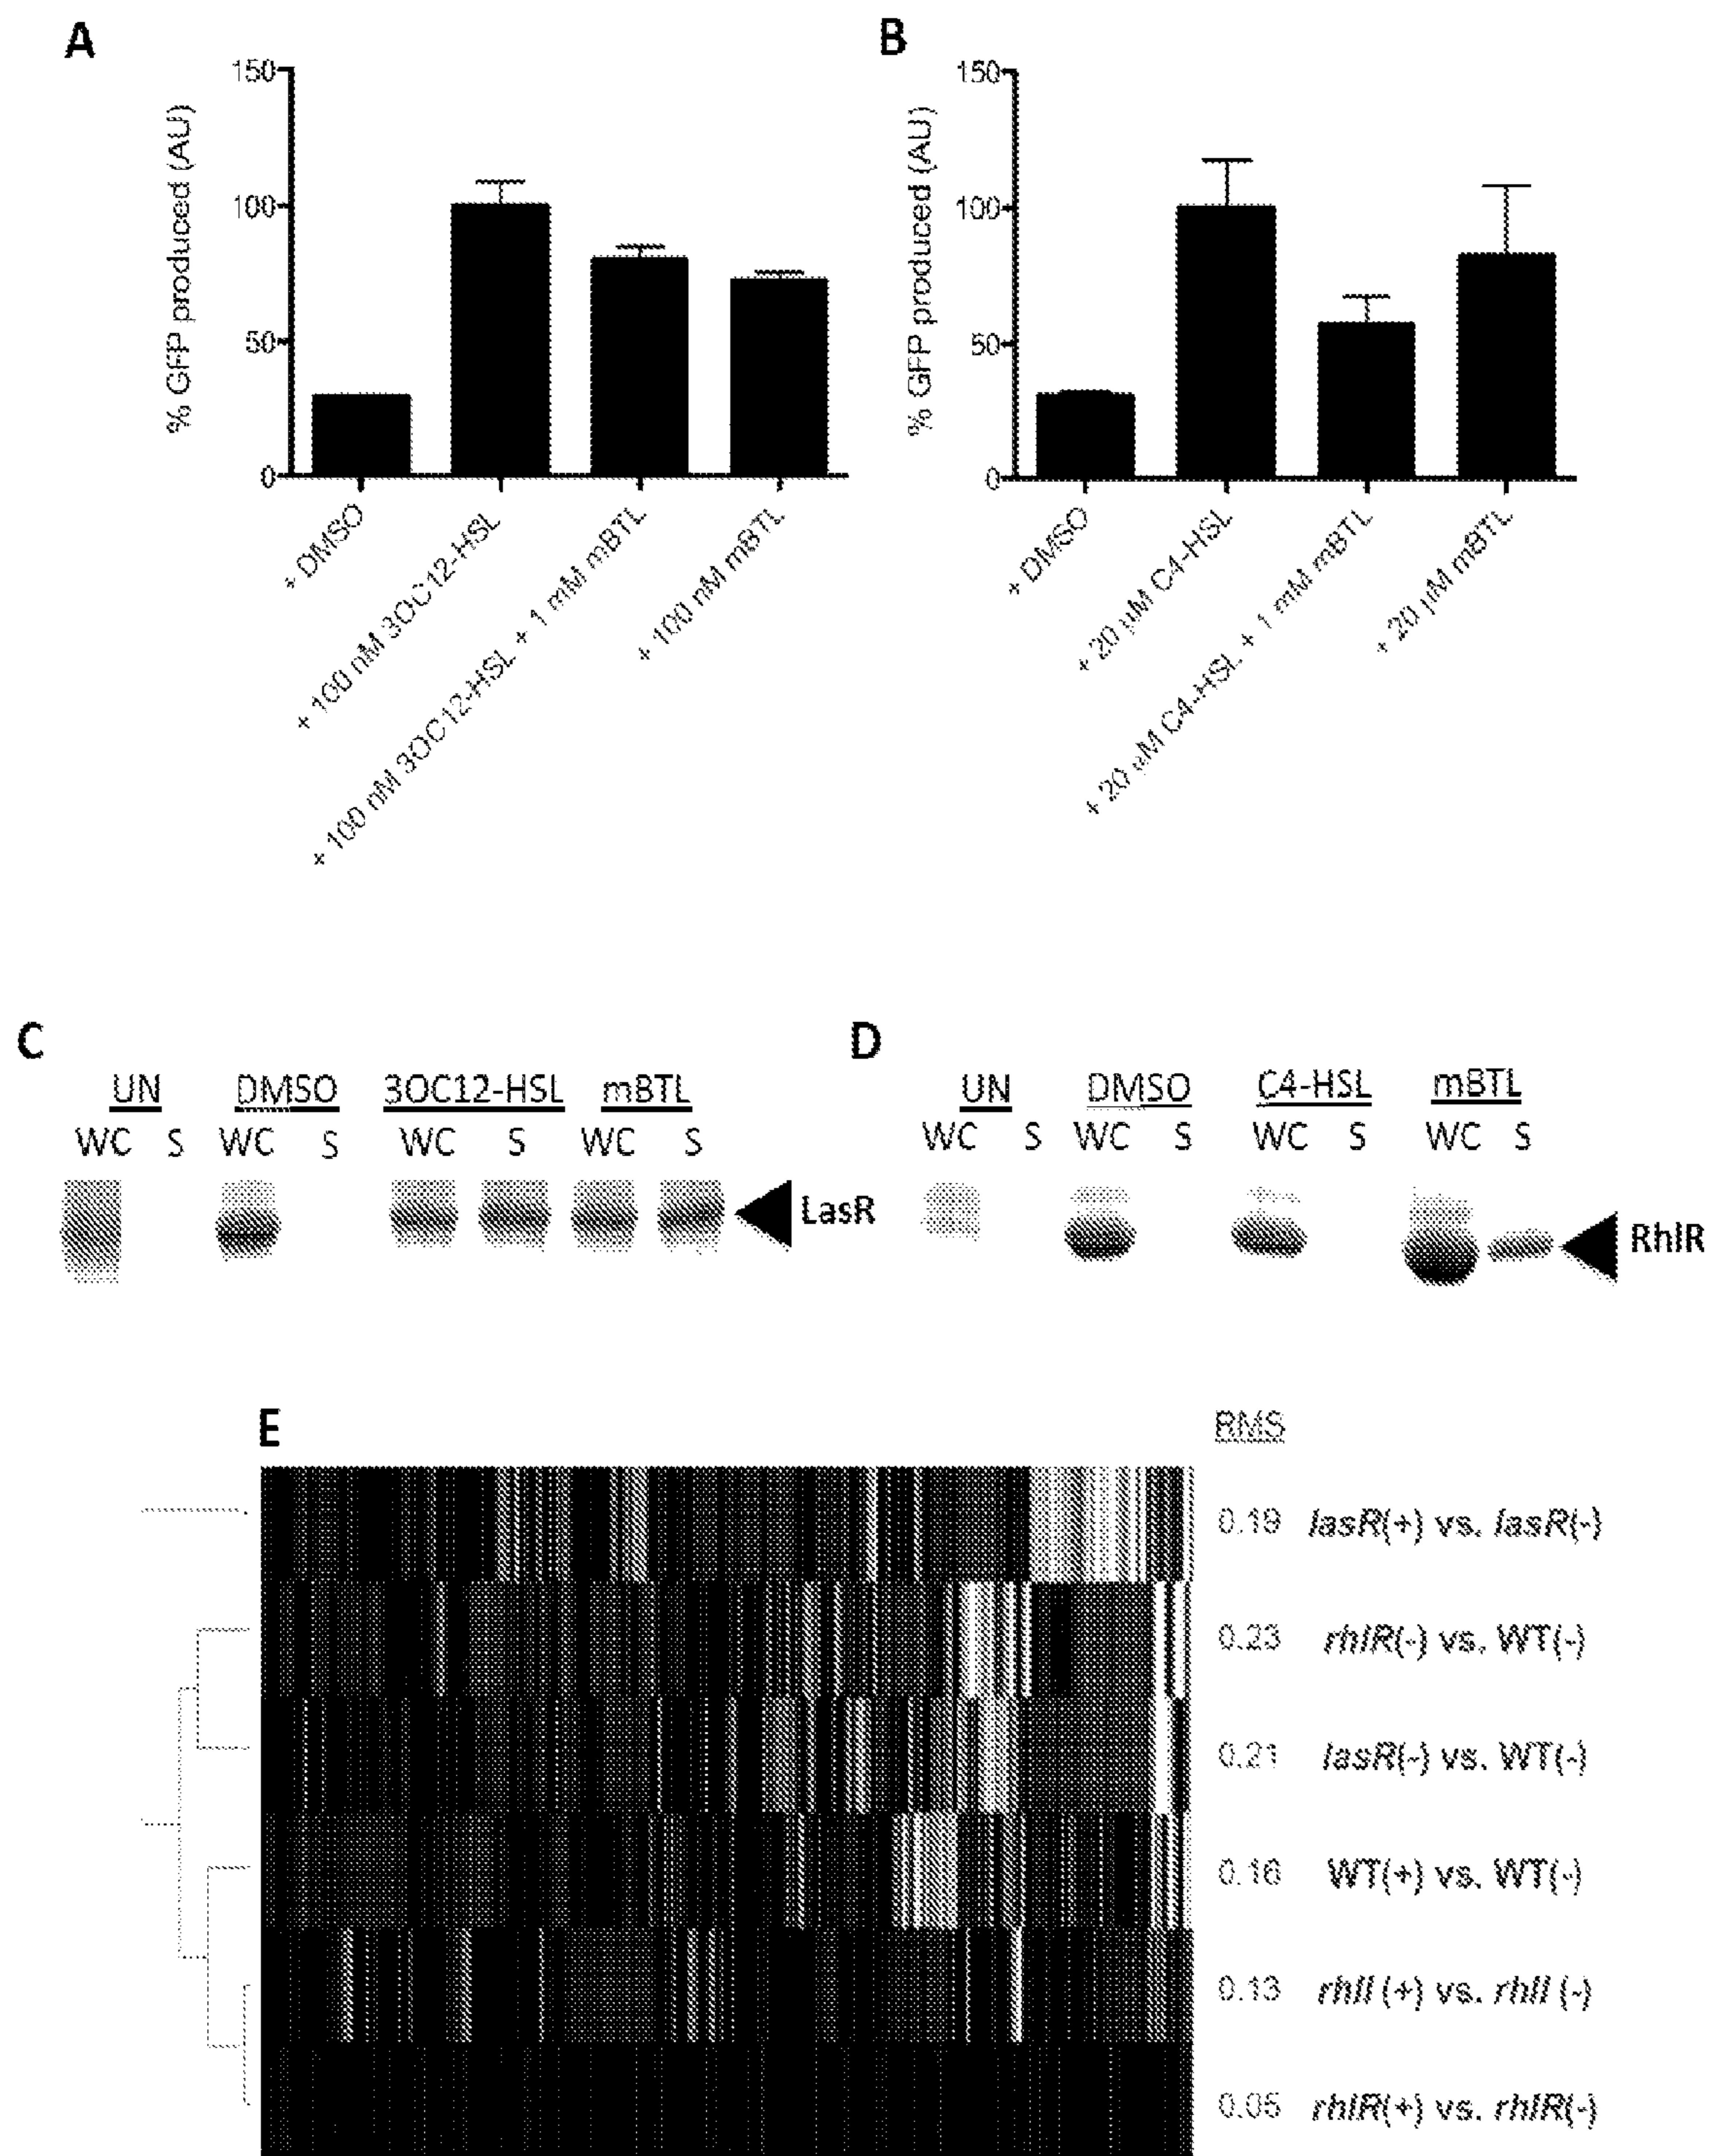 A
150
100
50
0
% GFP produced (AU)
+ DMSO
+ 100 nM 3OC12-HSL
+ 100 nM 3OC12-HSL + 1 mM mBTL
+ 100 nM mBTL
B
150
100
50
0
% GFP produced (AU)
+ DMSO
+ 20 µM C4-HSL
+ 20 µM C4-HSL + 1 mM mBTL
+ 20 µM mBTL
C
UN DMSO 3OC12-HSL mBTL
WC S WC S WC S WC S
LasR
D
UN DMSO C4-HSL mBTL
WC S WC S WC S WC S
RhlR
E
RMS
0.19 lasR(+) vs. lasR(-)
0.23 rhlR(-) vs. WT(-)
0.21 lasR(-) vs. WT(-)
0.16 WT(+) vs. WT(-)
0.13 rhlI (+) vs. rhlI (-)
0.05 rhlR(+) vs. rhlR(-)